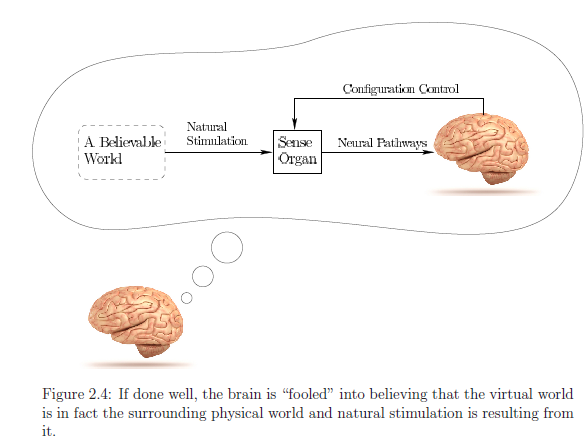 Configuration Control
Natural
Stimulation
A Believable
World
Sense
Organ
Neural Pathways
Figure 2.4: If done well, the brain is “fooled” into believing that the virtual world
is in fact the surrounding physical world and natural stimulation is resulting from
it.